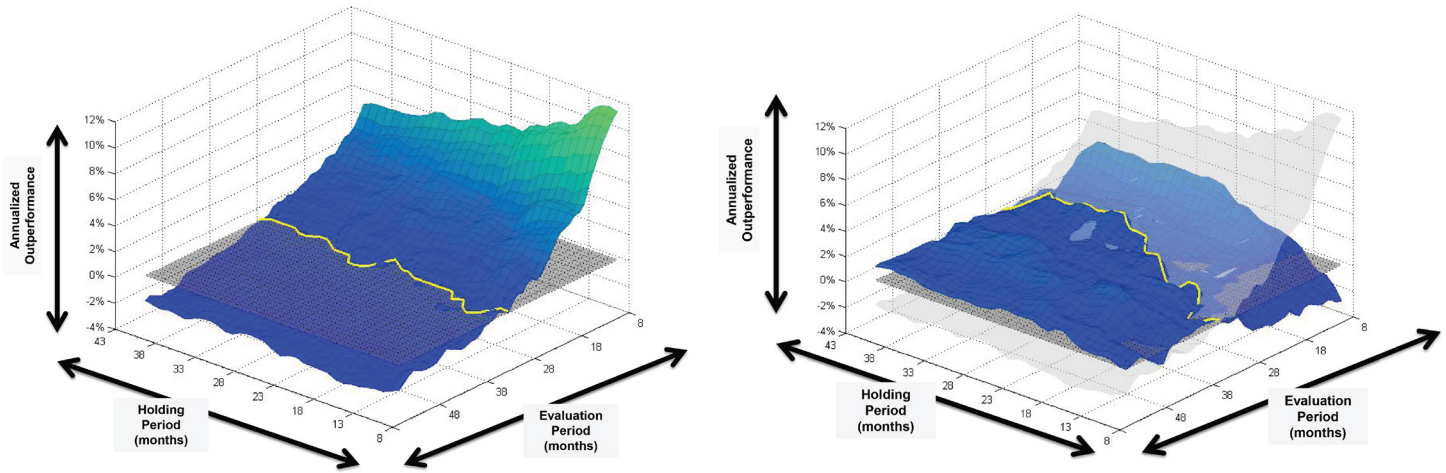 12%
10%
8%
6%
4%
2%
0%
-2%
-4%
Annualized
Outperformance
43
38
33
28
23
18
13
8
Holding
Period
(months)
48
38
28
18
8
Evaluation
Period
(months)
12%
10%
8%
6%
4%
2%
0%
-2%
-4%
Annualized
Outperformance
43
38
33
28
23
18
13
8
Holding
Period
(months)
48
38
28
18
8
Evaluation
Period
(months)